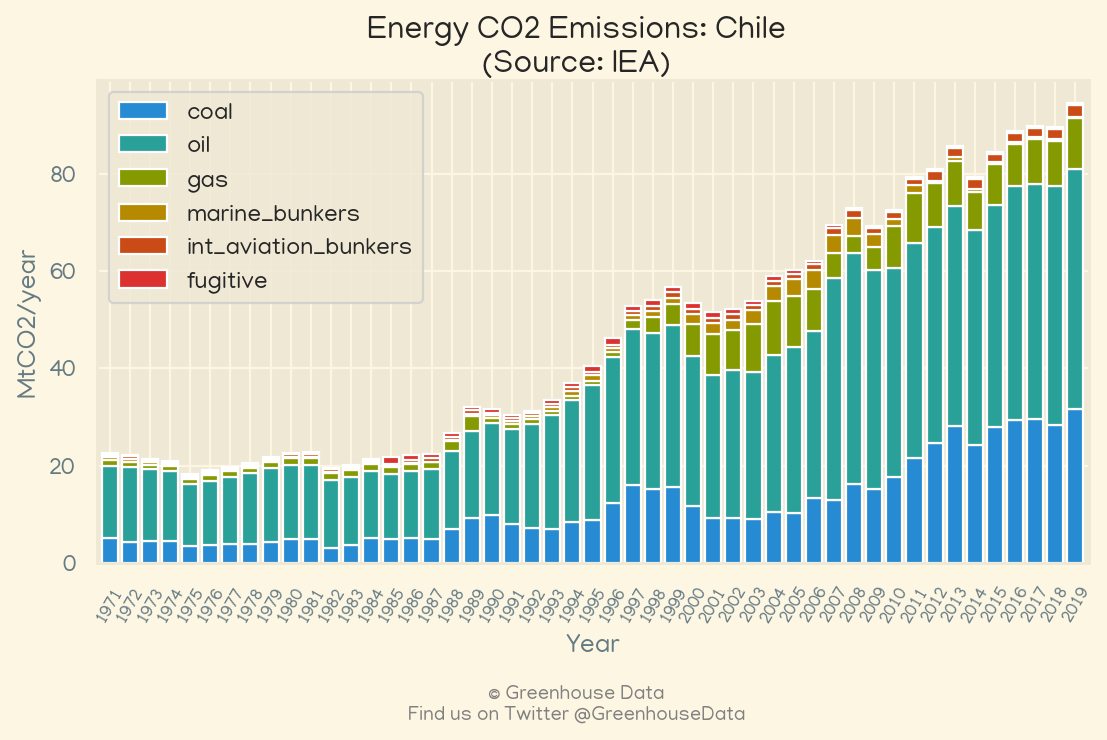 Energy CO2 Emissions: Chile
(Source: IEA)
coal
oil
gas
marine_bunkers
int_aviation_bunkers
fugitive
MtCO2/year
80
60
40
20
0
1971 1972 1973 1974 1975 1976 1977 1978 1979 1980 1981 1982 1983 1984 1985 1986 1987 1988 1989 1990 1991 1992 1993 1994 1995 1996 1997 1998 1999 2000 2001 2002 2003 2004 2005 2006 2007 2008 2009 2010 2011 2012 2013 2014 2015 2016 2017 2018 2019
Year
© Greenhouse Data
Find us on Twitter @GreenhouseData